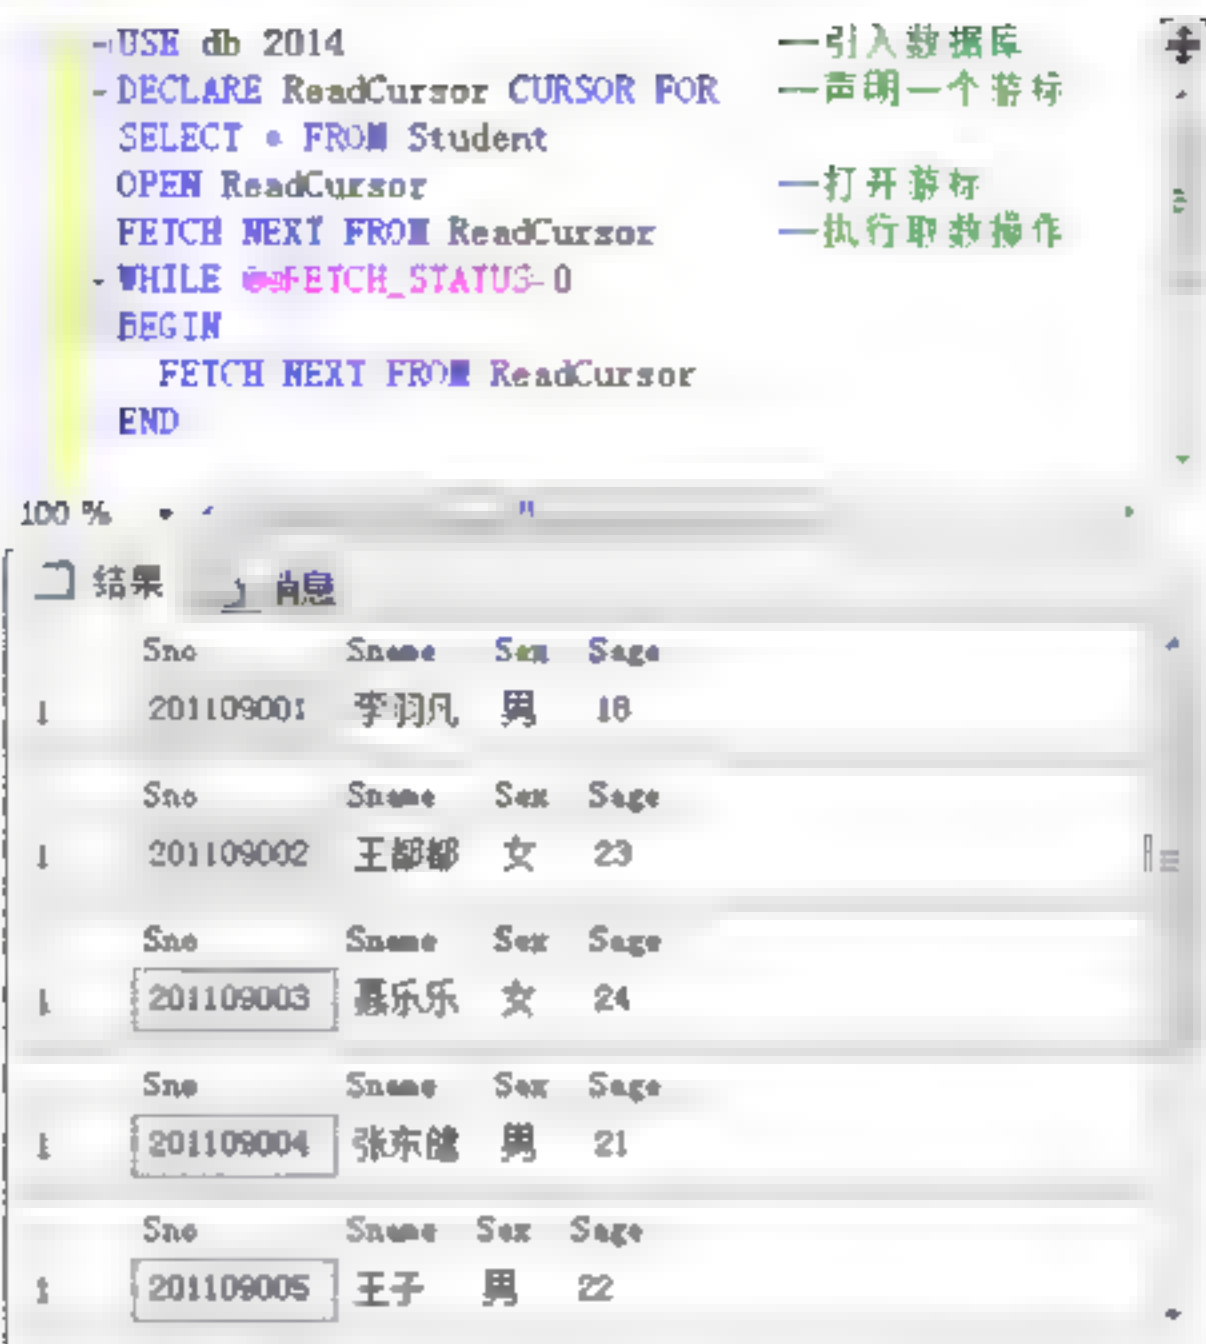 USE db 2014 --引入数据库
DECLARE ReadCursor CURSOR FOR --声明一个游标
SELECT * FROM Student
OPEN ReadCursor --打开游标
FETCH NEXT FROM ReadCursor --执行取数操作
WHILE @@FETCH_STATUS=0
BEGIN
FETCH NEXT FROM ReadCursor
END
100 %
结果 消息
Sno Sname Sex Sage
1 201109001 李羽凡 男 18
Sno Sname Sex Sage
1 201109002 王都都 女 23
Sno Sname Sex Sage
1 201109003 聂乐乐 女 24
Sno Sname Sex Sage
1 201109004 张东健 男 21
Sno Sname Sex Sage
1 201109005 王子 男 22